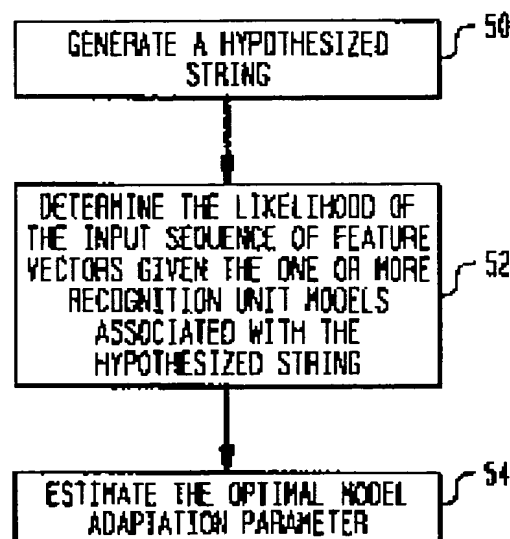 GENERATE A HYPOTHESIZED
STRING
50
DETERMINE THE LIKELIHOOD OF
THE INPUT SEQUENCE OF FEATURE
VECTORS GIVEN THE ONE OR MORE
RECOGNITION UNIT MODELS
ASSOCIATED WITH THE
HYPOTHESIZED STRING
52
ESTIMATE THE OPTIMAL MODEL
ADAPTATION PARAMETER
54